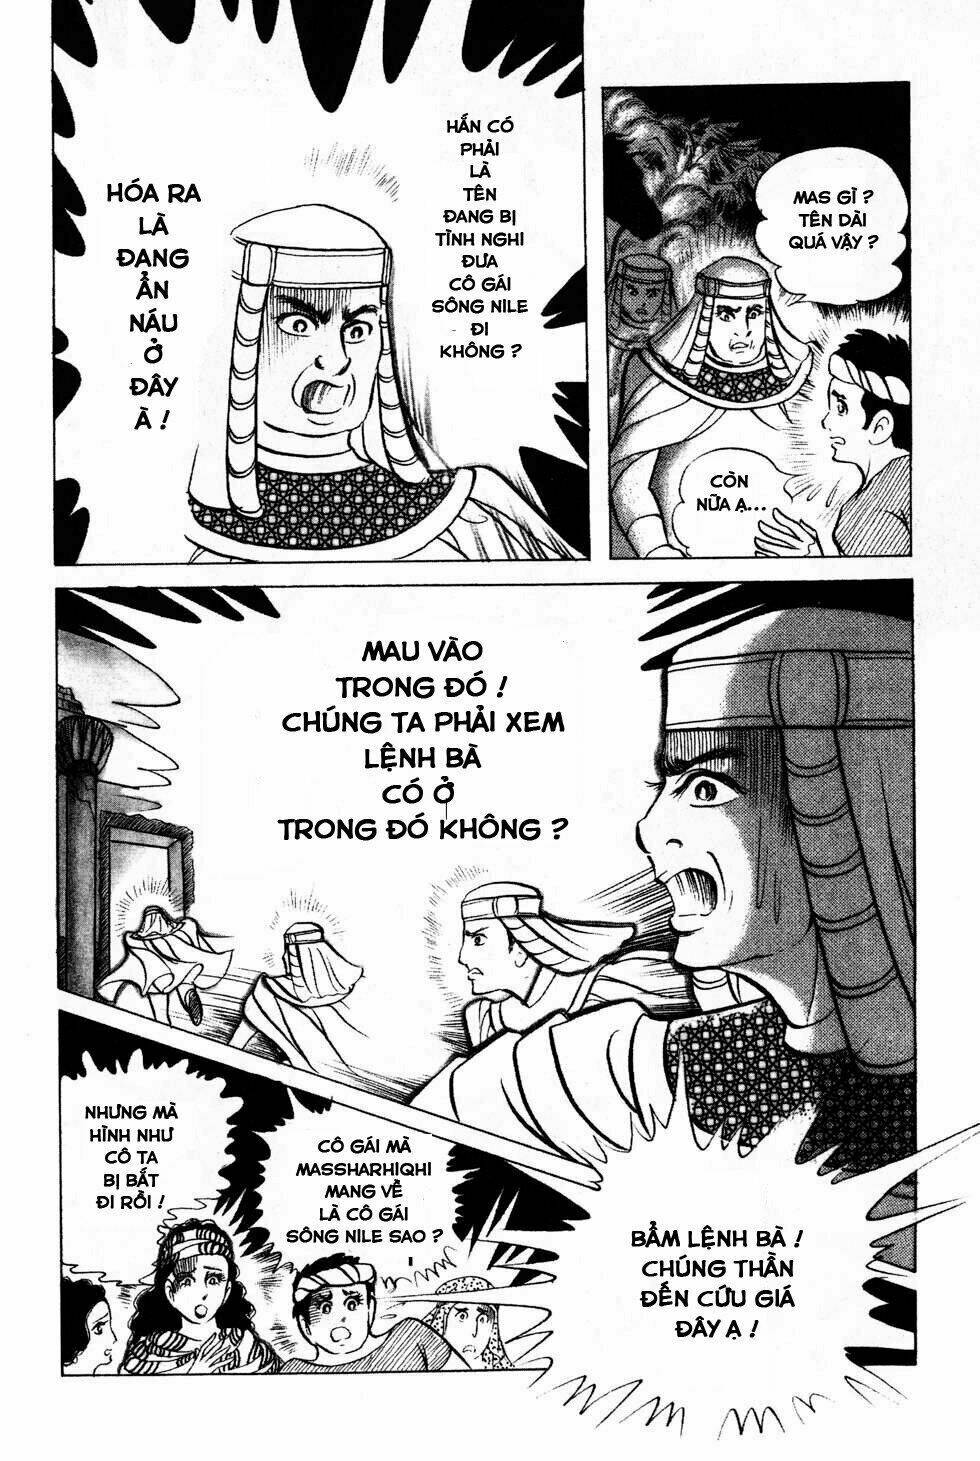 MAS GÌ ?
TÊN DÀI
QUÁ VẬY ?
CÒN
NỮA Ạ...
HẮN CÓ
PHẢI
LÀ
TÊN
ĐANG BỊ
TÌNH NGHI
ĐƯA
CÔ GÁI
SÔNG NILE
ĐI
KHÔNG ?
HÓA RA
LÀ
ĐANG
ẨN
NÁU
Ở
ĐÂY
À !
MAU VÀO
TRONG ĐÓ !
CHÚNG TA PHẢI XEM
LỆNH BÀ
CÓ Ở
TRONG ĐÓ KHÔNG ?
BẨM LỆNH BÀ !
CHÚNG THẦN
ĐẾN CỨU GIÁ
ĐÂY Ạ !
CÔ GÁI MÀ
MASSHARHIQHI
MANG VỀ
LÀ CÔ GÁI
SÔNG NILE SAO ?
NHƯNG MÀ
HÌNH NHƯ
CÔ TA
BỊ BẮT
ĐI RỒI !